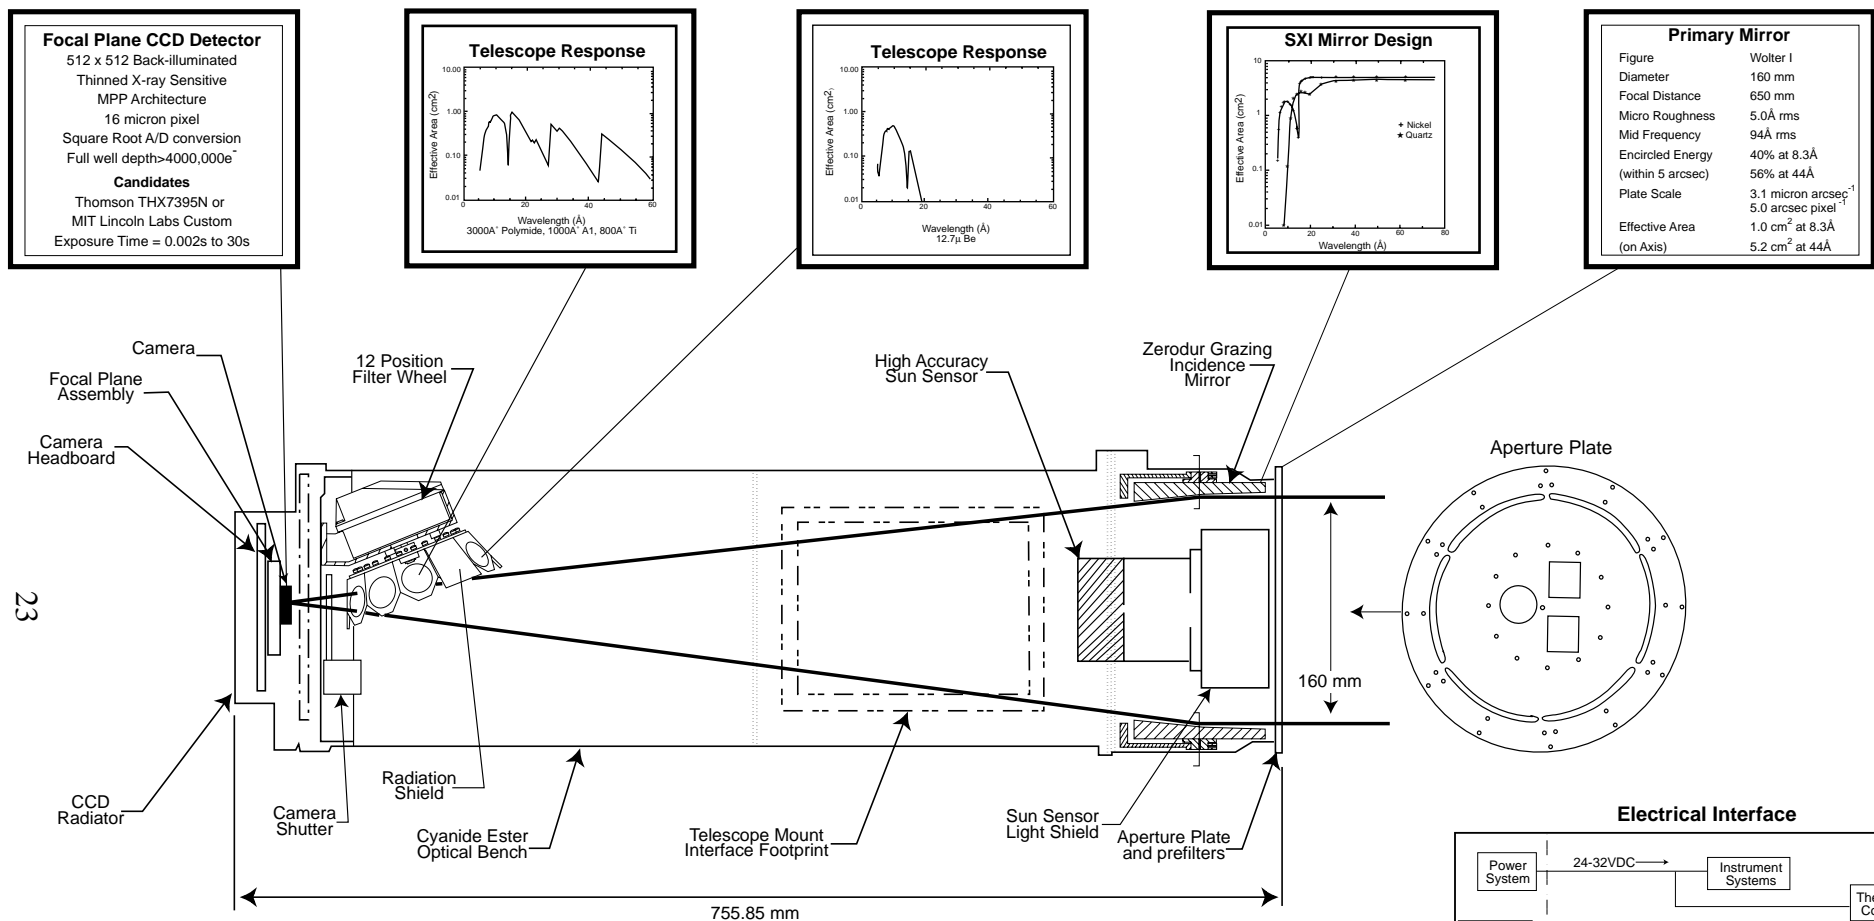 Focal Plane CCD Detector
512 x 512 Back-illuminated
Thinned X-ray Sensitive
MPP Architecture
16 micron pixel
Square Root A/D conversion
Full well depth>4000,000e-
Candidates
Thomson THX7395N or
MIT Lincoln Labs Custom
Exposure Time = 0.002s to 30s
Telescope Response
Effective Area (cm2)
10.00
1.00
0.10
0.01
0
20
40
60
Wavelength (Å)
3000A° Polymide, 1000A° A1, 800A° Ti
Telescope Response
Effective Area (cm2)
10.00
1.00
0.10
0.01
0
20
40
60
Wavelength (Å)
12.7µ Be
SXI Mirror Design
Effective Area (cm2)
10
1
0.1
0.01
+ Nickel
★ Quartz
0
20
40
60
80
Wavelength (Å)
Primary Mirror
Figure Wolter I
Diameter 160 mm
Focal Distance 650 mm
Micro Roughness 5.0Å rms
Mid Frequency 94Å rms
Encircled Energy 40% at 8.3Å
(within 5 arcsec) 56% at 44Å
Plate Scale 3.1 micron arcsec-1
5.0 arcsec pixel-1
Effective Area 1.0 cm2 at 8.3Å
(on Axis) 5.2 cm2 at 44Å
Camera
Focal Plane
Assembly
Camera
Headboard
12 Position
Filter Wheel
High Accuracy
Sun Sensor
Zerodur Grazing
Incidence
Mirror
Aperture Plate
23
160 mm
CCD
Radiator
Camera
Shutter
Radiation
Shield
Cyanide Ester
Optical Bench
Telescope Mount
Interface Footprint
Sun Sensor
Light Shield
Aperture Plate
and prefilters
755.85 mm
Electrical Interface
Power
System
24-32VDC
Instrument
Systems